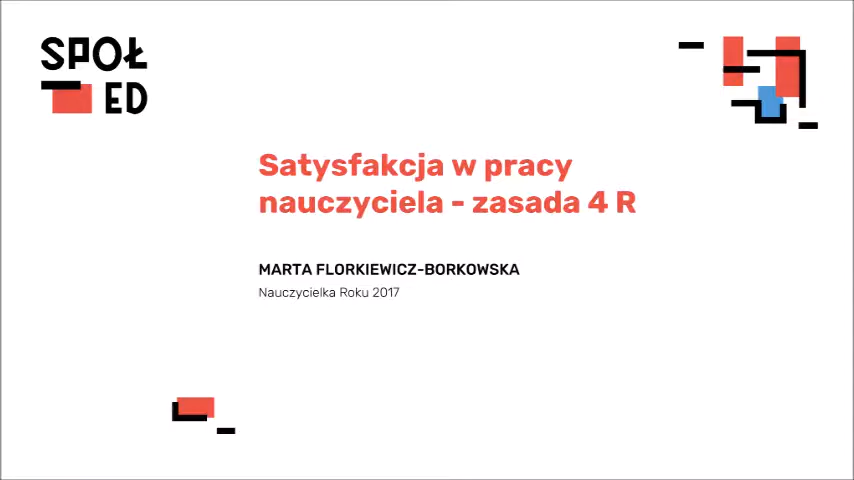 SPOŁ
ED
Satysfakcja w pracy
nauczyciela - zasada 4 R
MARTA FLORKIEWICZ-BORKOWSKA
Nauczycielka Roku 2017